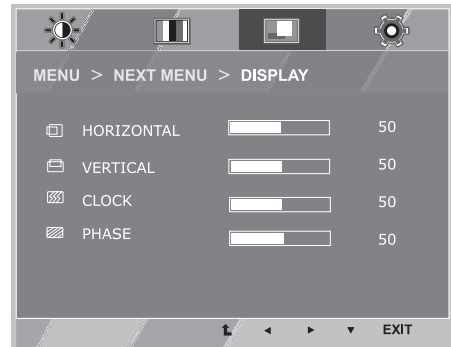 MENU > NEXT MENU > DISPLAY
HORIZONTAL 50
VERTICAL 50
CLOCK 50
PHASE 50
EXIT